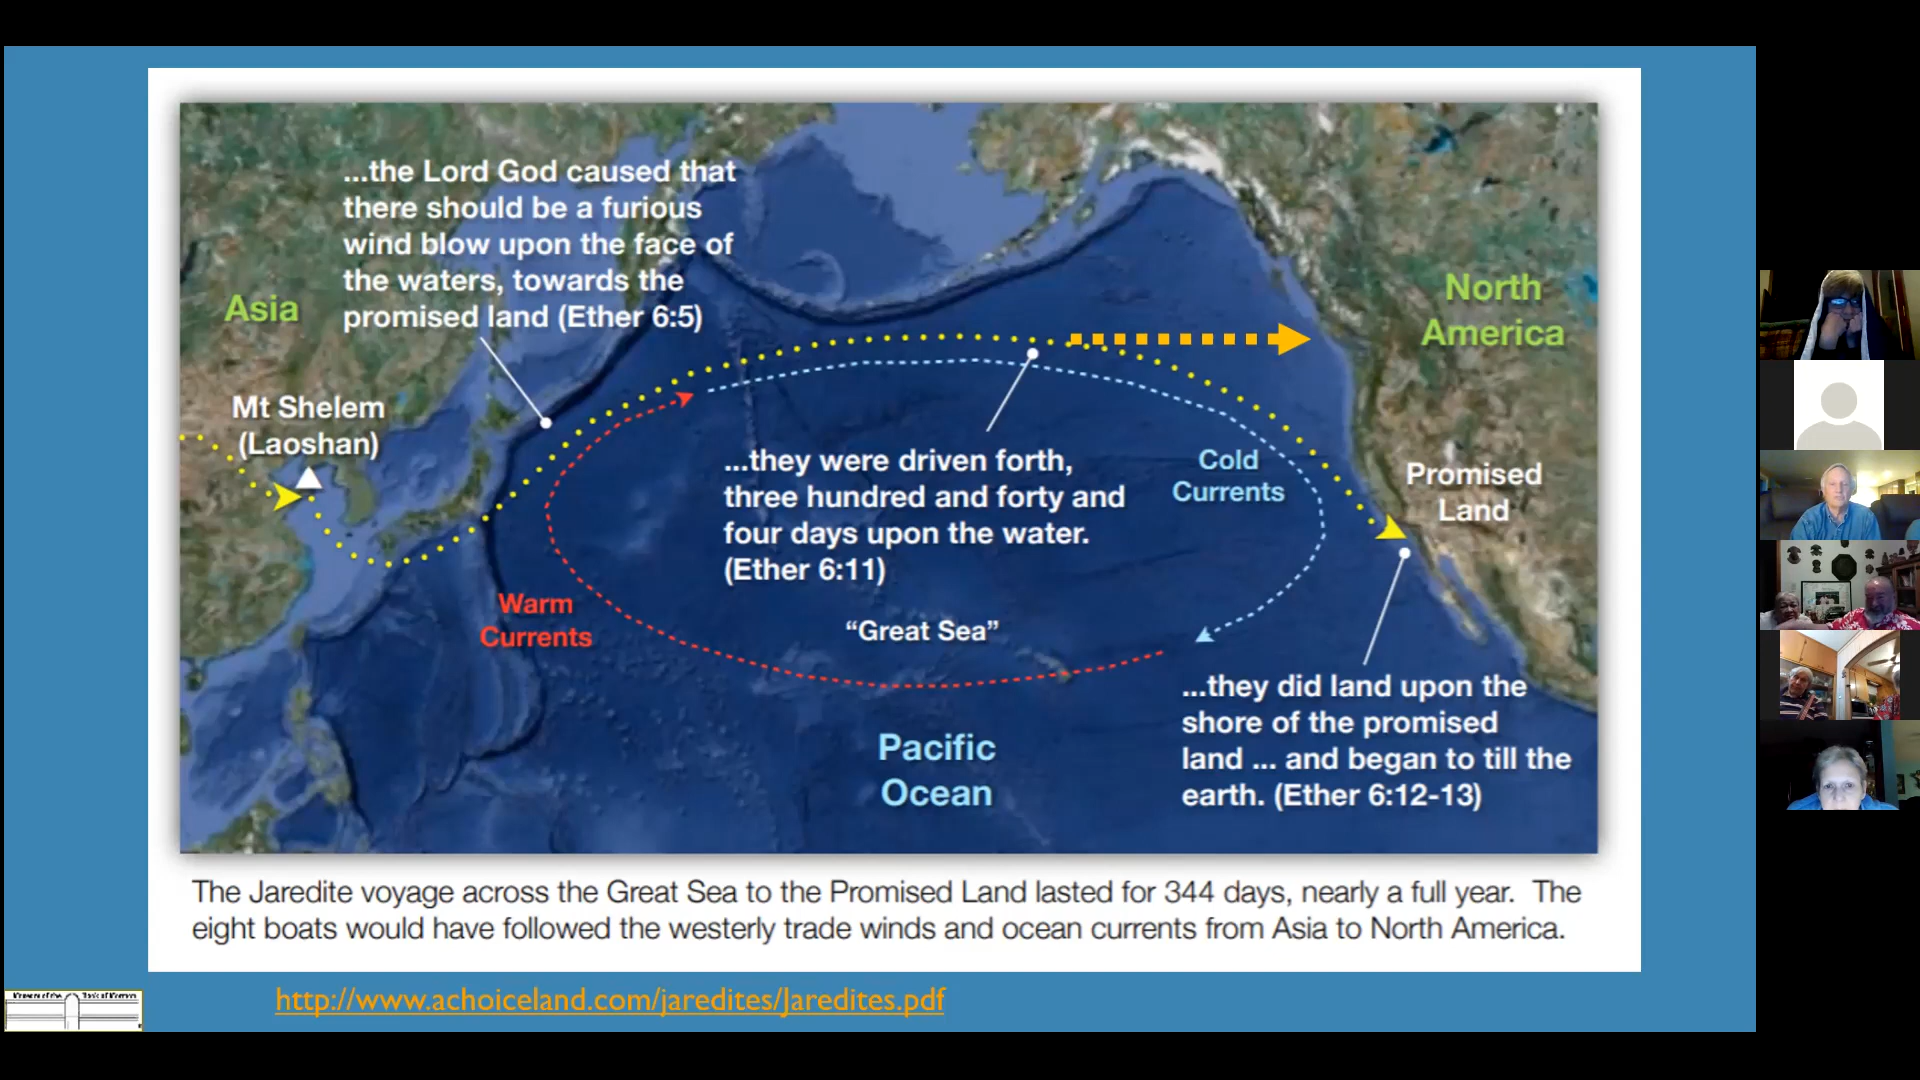 ...the Lord God caused that
there should be a furious
wind blow upon the face of
the waters, towards the
promised land (Ether 6:5)
Asia
North
America
Mt Shelem
(Laoshan)
...they were driven forth,
three hundred and forty and
four days upon the water.
(Ether 6:11)
Cold
Currents
Promised
Land
Warm
Currents
“Great Sea”
...they did land upon the
shore of the promised
land ... and began to till the
earth. (Ether 6:12-13)
Pacific
Ocean
The Jaredite voyage across the Great Sea to the Promised Land lasted for 344 days, nearly a full year. The
eight boats would have followed the westerly trade winds and ocean currents from Asia to North America.
http://www.achoiceland.com/jaredites/Jaredites.pdf